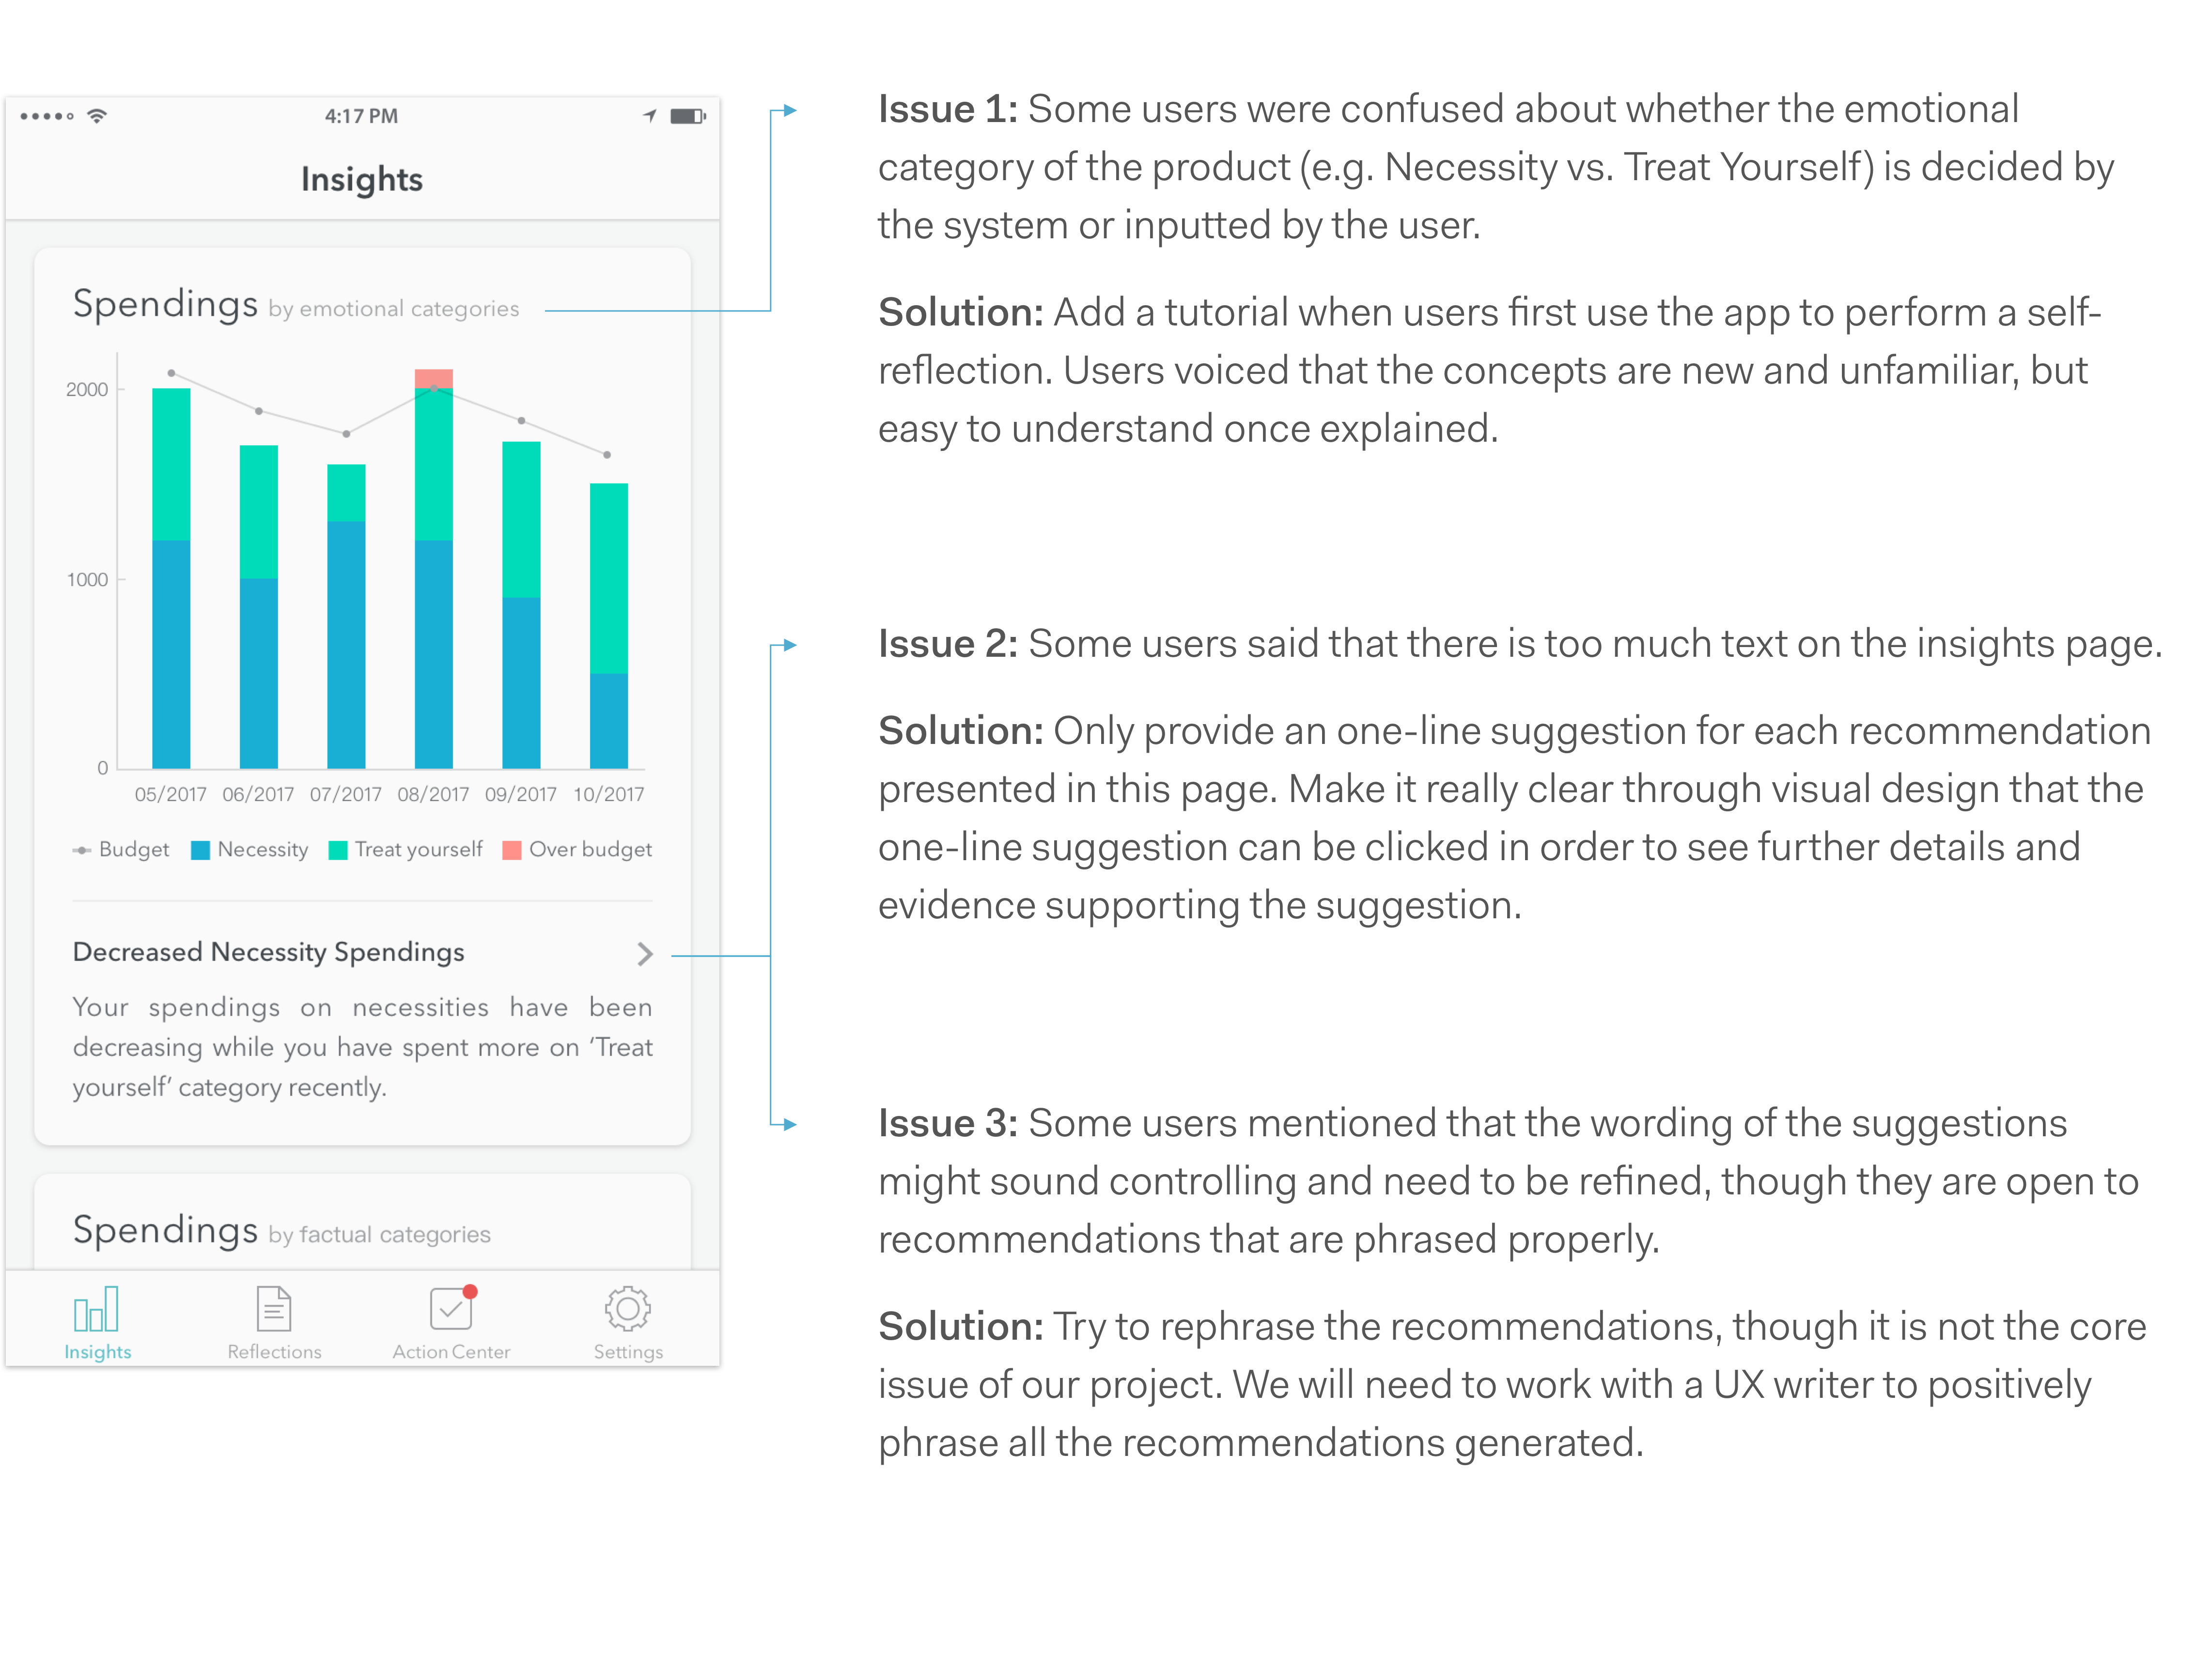 4:17 PM
Insights
Spendings by emotional categories
2000
1000
0
05/2017 06/2017 07/2017 08/2017 09/2017 10/2017
Budget Necessity Treat yourself Over budget
Decreased Necessity Spendings
Your spendings on necessities have been
decreasing while you have spent more on ‘Treat
yourself’ category recently.
Spendings by factual categories
Insights Reflections Action Center Settings
Issue 1: Some users were confused about whether the emotional
category of the product (e.g. Necessity vs. Treat Yourself) is decided by
the system or inputted by the user.
Solution: Add a tutorial when users first use the app to perform a self-
reflection. Users voiced that the concepts are new and unfamiliar, but
easy to understand once explained.
Issue 2: Some users said that there is too much text on the insights page.
Solution: Only provide an one-line suggestion for each recommendation
presented in this page. Make it really clear through visual design that the
one-line suggestion can be clicked in order to see further details and
evidence supporting the suggestion.
Issue 3: Some users mentioned that the wording of the suggestions
might sound controlling and need to be refined, though they are open to
recommendations that are phrased properly.
Solution: Try to rephrase the recommendations, though it is not the core
issue of our project. We will need to work with a UX writer to positively
phrase all the recommendations generated.